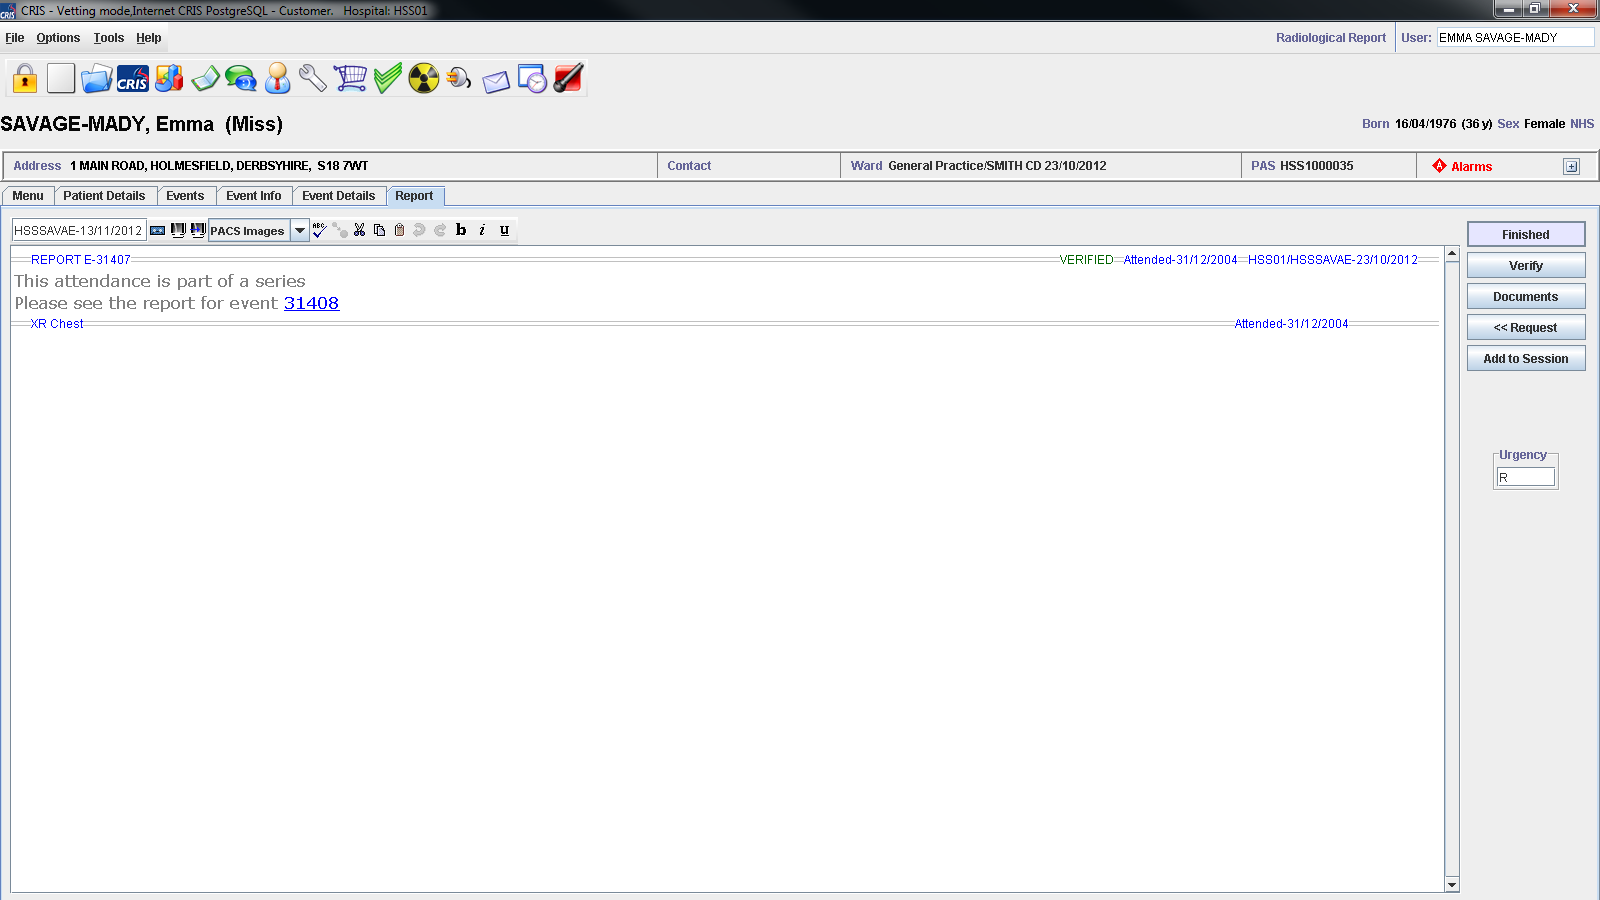 CRIS - Vetting mode,Internet CRIS PostgreSQL - Customer. Hospital: HSS01
File Options Tools Help
Radiological Report User: EMMA SAVAGE-MADY
CRIS
SAVAGE-MADY, Emma (Miss)
Born 16/04/1976 (36 y) Sex Female NHS
Address 1 MAIN ROAD, HOLMESFIELD, DERBSYHIRE, S18 7WT Contact Ward General Practice/SMITH CD 23/10/2012 PAS HSS1000035 Alarms
Menu Patient Details Events Event Info Event Details Report
HSSSAVAE-13/11/2012 PACS Images ABC b i u
REPORT E-31407 VERIFIED Attended-31/12/2004 HSS01/HSSSAVAE-23/10/2012
This attendance is part of a series
Please see the report for event 31408
XR Chest Attended-31/12/2004
Finished
Verify
Documents
<< Request
Add to Session
Urgency
R